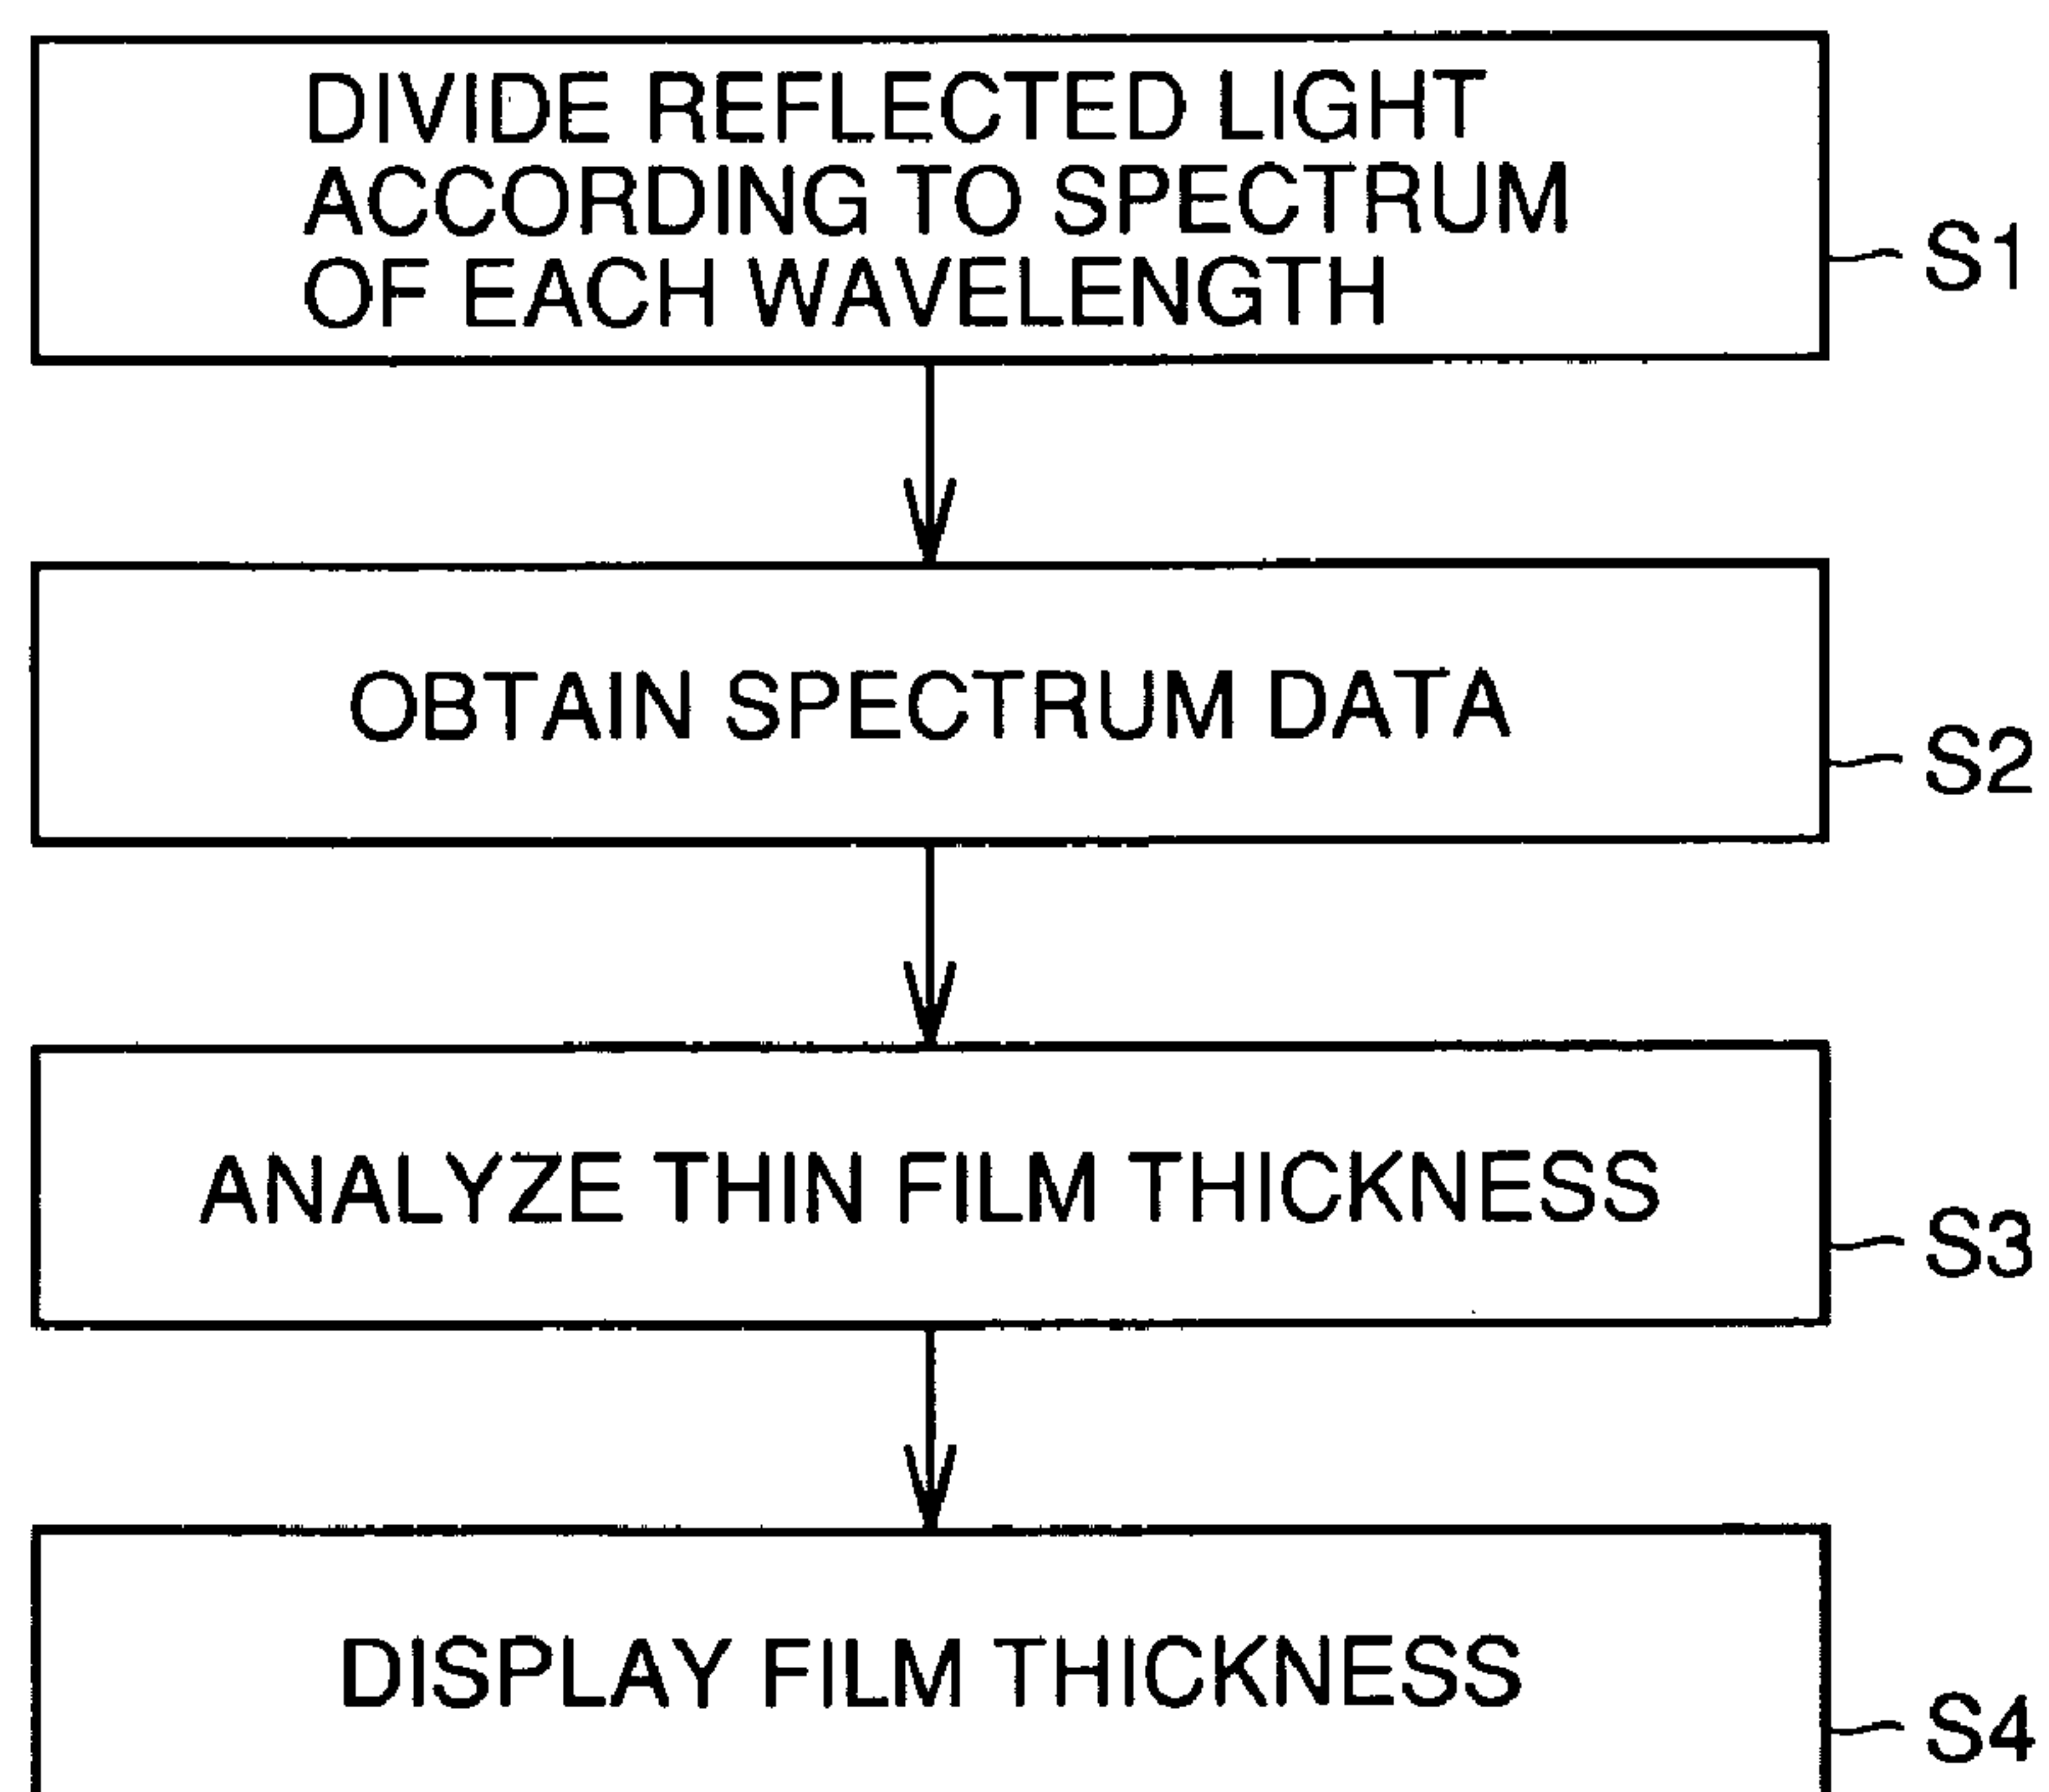 DIVIDE REFLECTED LIGHT
ACCORDING TO SPECTRUM
OF EACH WAVELENGTH
S1
OBTAIN SPECTRUM DATA
S2
ANALYZE THIN FILM THICKNESS
S3
DISPLAY FILM THICKNESS
S4